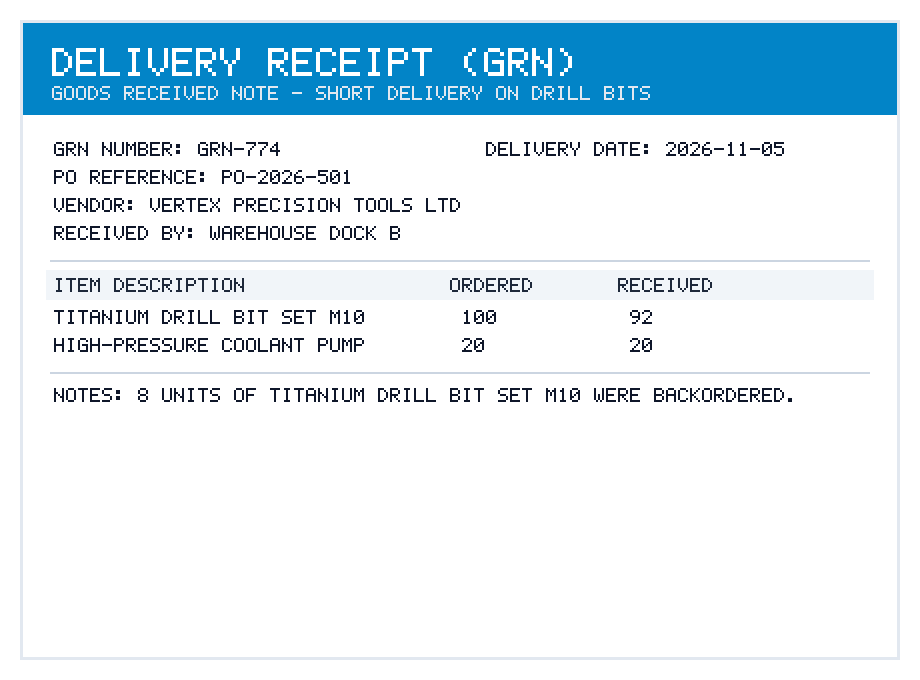 DELIVERY RECEIPT (GRN)
GOODS RECEIVED NOTE - SHORT DELIVERY ON DRILL BITS
GRN NUMBER: GRN-774 DELIVERY DATE: 2026-11-05
PO REFERENCE: PO-2026-501
VENDOR: VERTEX PRECISION TOOLS LTD
RECEIVED BY: WAREHOUSE DOCK B
ITEM DESCRIPTION ORDERED RECEIVED
TITANIUM DRILL BIT SET M10 100 92
HIGH-PRESSURE COOLANT PUMP 20 20
NOTES: 8 UNITS OF TITANIUM DRILL BIT SET M10 WERE BACKORDERED.